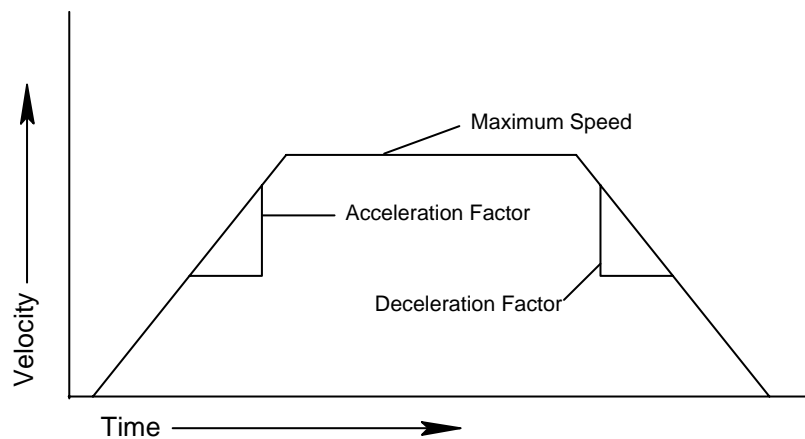 Maximum Speed
Acceleration Factor
Deceleration Factor
Velocity
Time